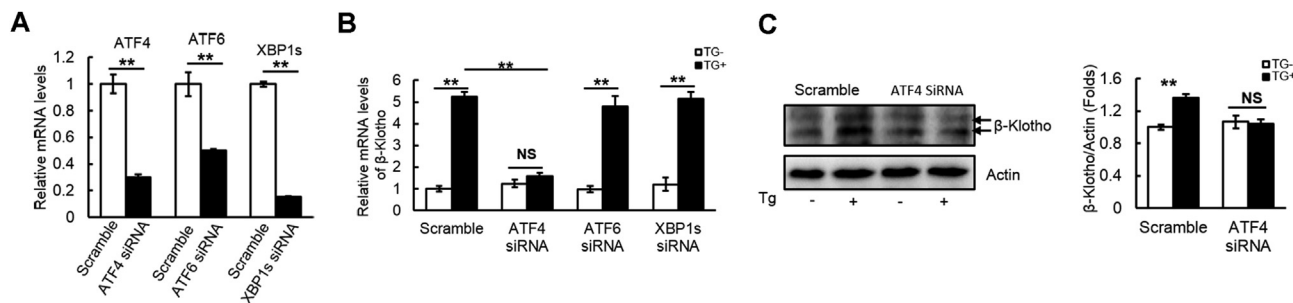 A
ATF4
ATF6
XBP1s
**
**
**
Relative mRNA levels
1.2
1
0.8
0.6
0.4
0.2
0
Scramble
ATF4 siRNA
Scramble
ATF6 siRNA
Scramble
XBP1s siRNA
B
TG-
TG+
Relative mRNA levels
of β-Klotho
6
5
4
3
2
1
0
**
**
NS
**
**
Scramble
ATF4
siRNA
ATF6
siRNA
XBP1s
siRNA
C
Scramble
ATF4 SiRNA
β-Klotho
Actin
Tg
-
+
-
+
TG-
TG+
β-Klotho/Actin (Folds)
1.6
1.2
0.8
0.4
0.0
**
NS
Scramble
ATF4
siRNA